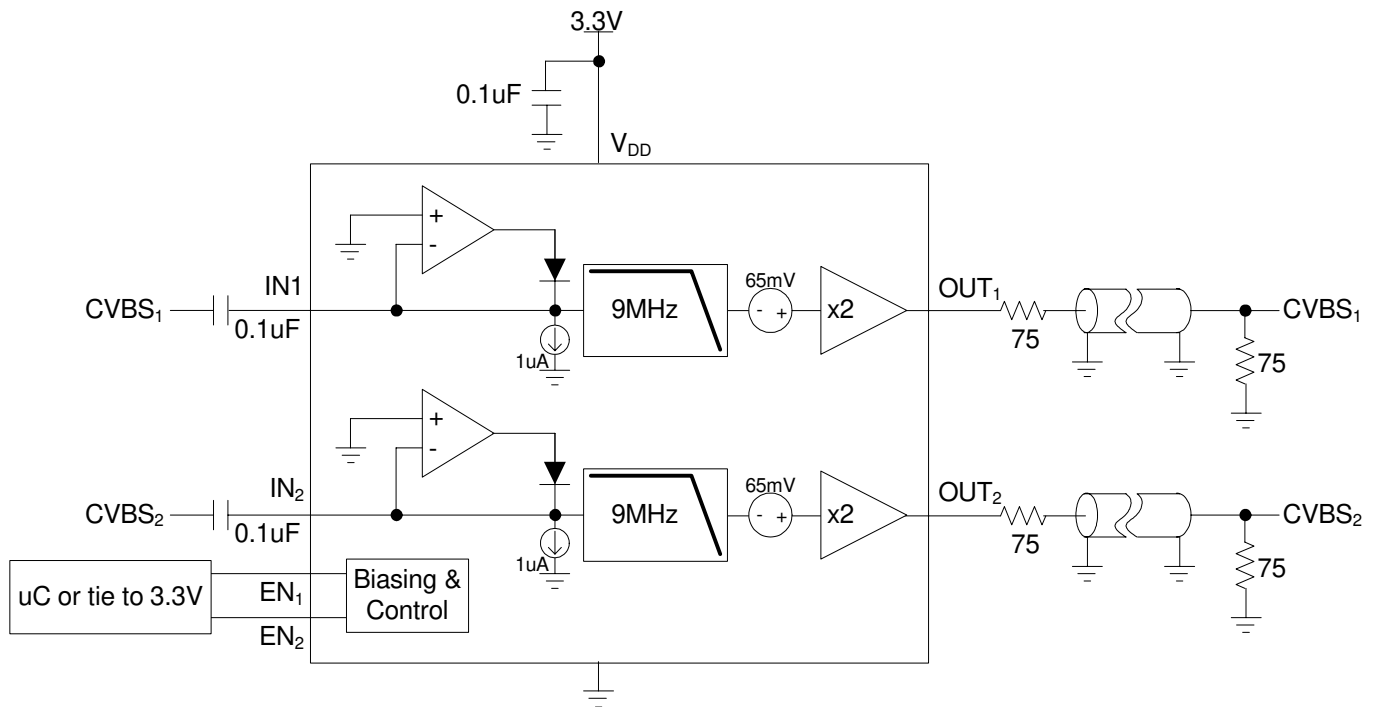 3.3V
0.1uF
V_DD
+
-
IN1
CVBS₁
0.1uF
1uA
9MHz
65mV
- +
x2
OUT₁
75
CVBS₁
75
+
-
IN₂
CVBS₂
0.1uF
1uA
9MHz
65mV
- +
x2
OUT₂
75
CVBS₂
75
uC or tie to 3.3V
EN₁
EN₂
Biasing &
Control